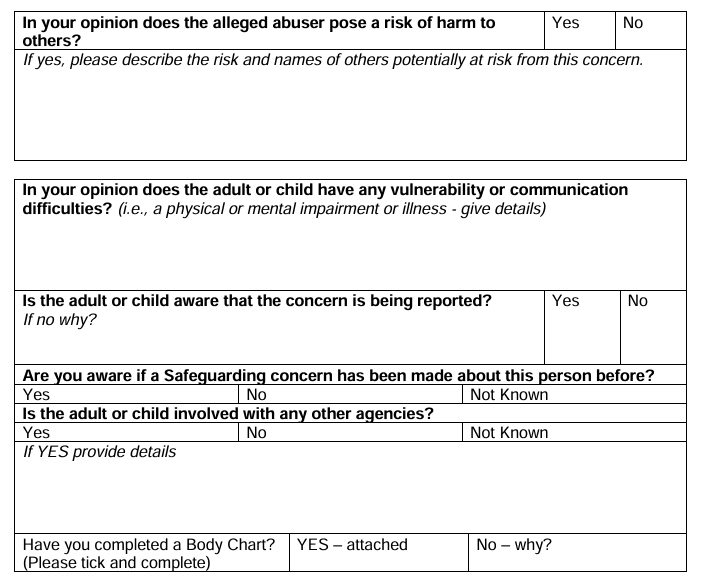 In your opinion does the alleged abuser pose a risk of harm to
others?
Yes
No
If yes, please describe the risk and names of others potentially at risk from this concern.
In your opinion does the adult or child have any vulnerability or communication
difficulties? (i.e., a physical or mental impairment or illness - give details)
Is the adult or child aware that the concern is being reported?
If no why?
Yes
No
Are you aware if a Safeguarding concern has been made about this person before?
Yes No Not Known
Is the adult or child involved with any other agencies?
Yes No Not Known
If YES provide details
Have you completed a Body Chart?
(Please tick and complete)
YES – attached
No – why?